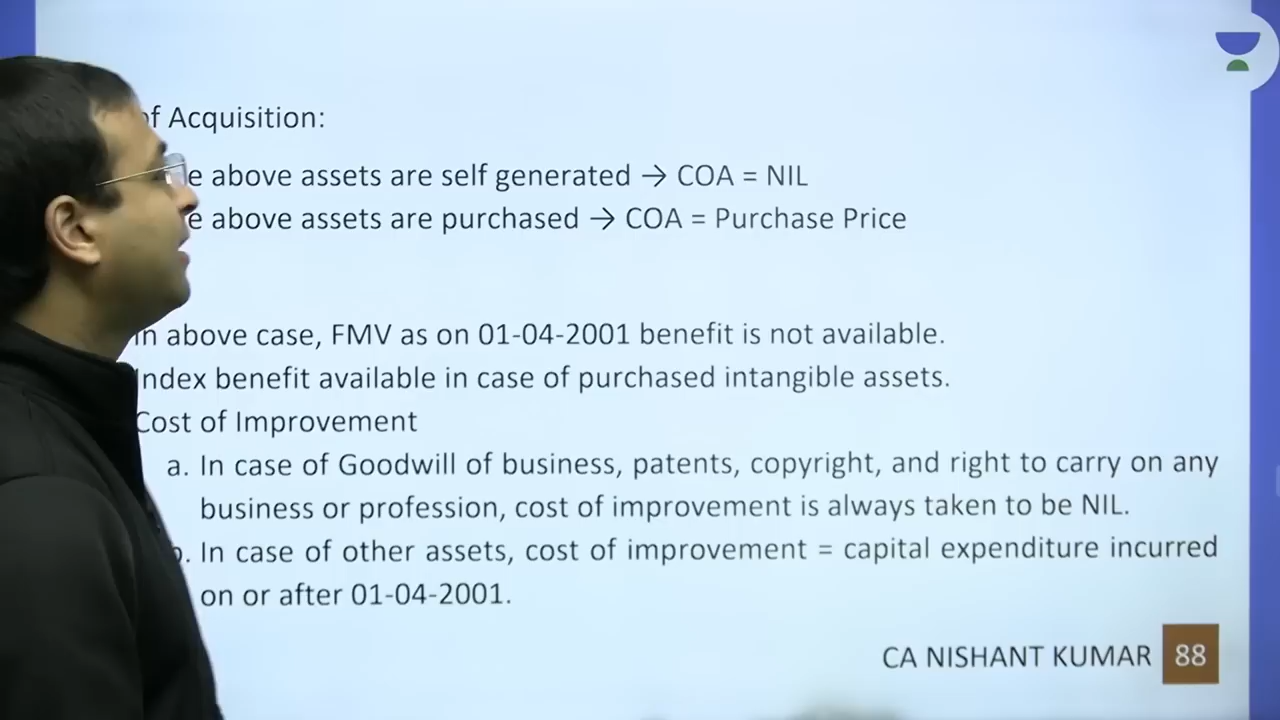 of Acquisition:
above assets are self generated → COA = NIL
above assets are purchased → COA = Purchase Price
In above case, FMV as on 01-04-2001 benefit is not available.
Index benefit available in case of purchased intangible assets.
Cost of Improvement
a. In case of Goodwill of business, patents, copyright, and right to carry on any
business or profession, cost of improvement is always taken to be NIL.
b. In case of other assets, cost of improvement = capital expenditure incurred
on or after 01-04-2001.
CA NISHANT KUMAR 88